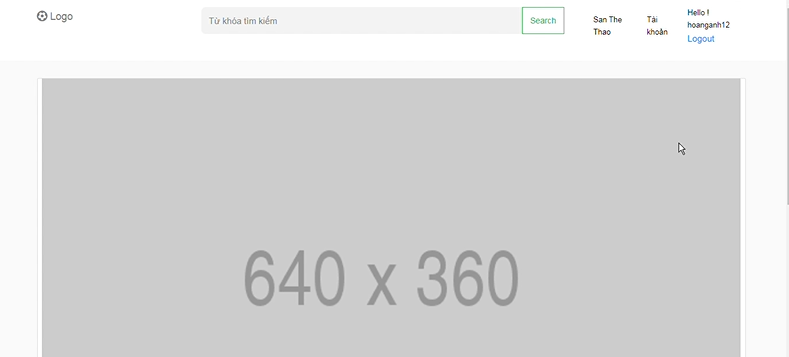 Logo
Từ khóa tìm kiếm
Search
San The
Thao
Tài
khoản
Hello !
hoanganh12
Logout
640 x 360